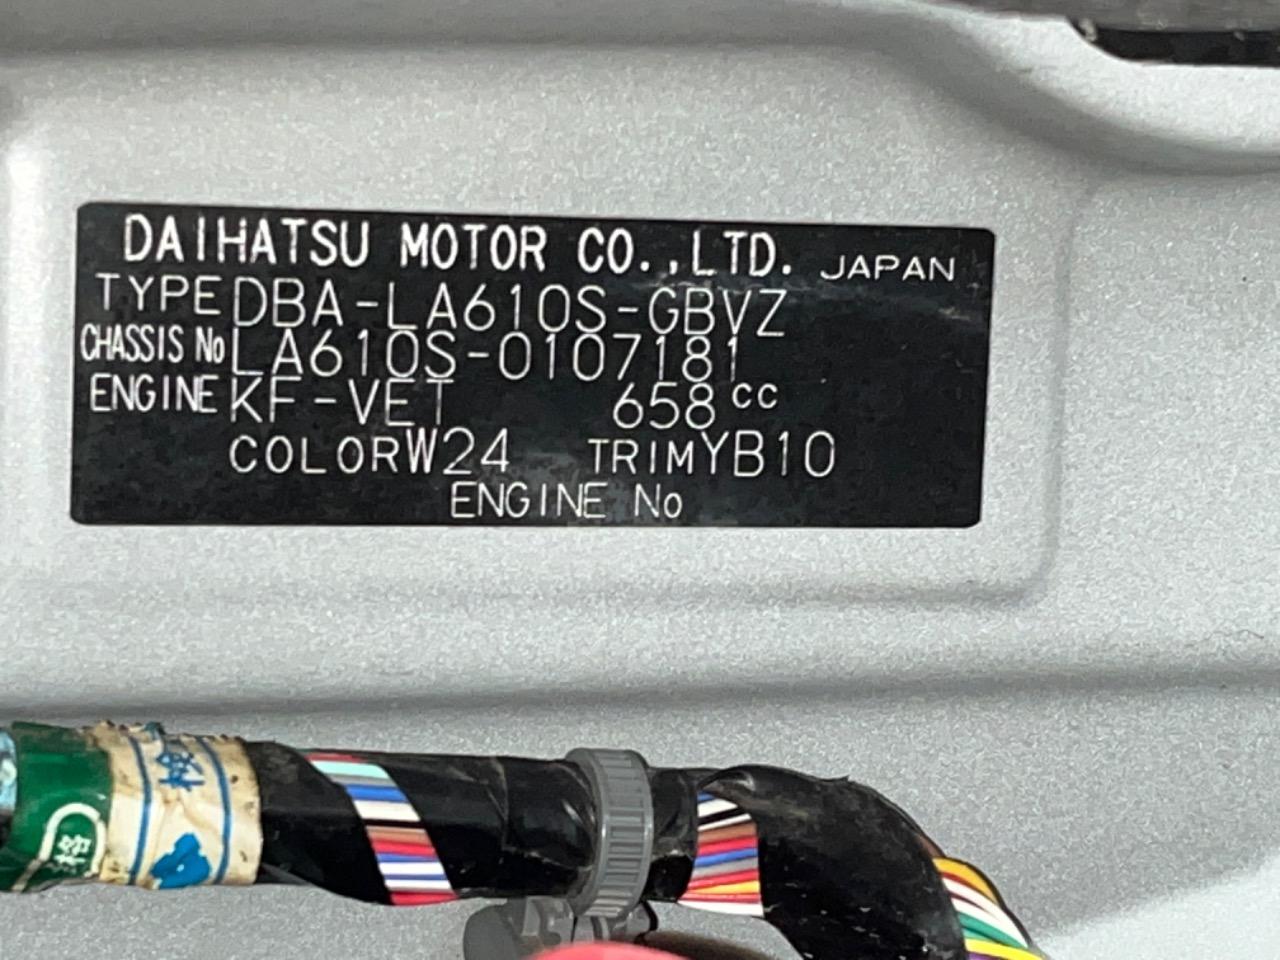 DAIHATSU MOTOR CO.,LTD. JAPAN
TYPE DBA-LA610S-GBVZ
CHASSIS No LA610S-0107181
ENGINE KF-VET 658 cc
COLOR W24 TRIM YB10
ENGINE No